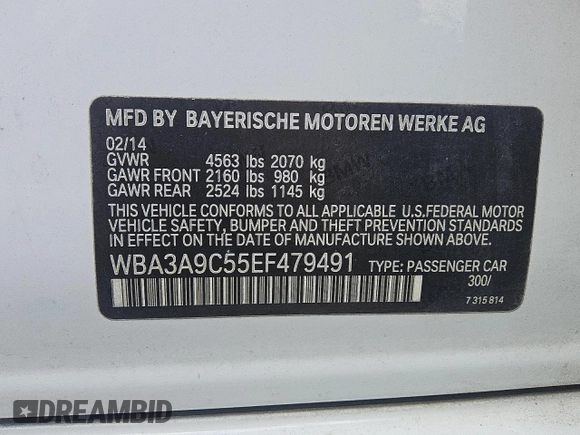 MFD BY BAYERISCHE MOTOREN WERKE AG
02/14
GVWR 4563 lbs 2070 kg
GAWR FRONT 2160 lbs 980 kg
GAWR REAR 2524 lbs 1145 kg
THIS VEHICLE CONFORMS TO ALL APPLICABLE U.S.FEDERAL MOTOR
VEHICLE SAFETY, BUMPER AND THEFT PREVENTION STANDARDS
IN EFFECT ON THE DATE OF MANUFACTURE SHOWN ABOVE.
WBA3A9C55EF479491 TYPE: PASSENGER CAR
300/
7 315 814
DREAMBID